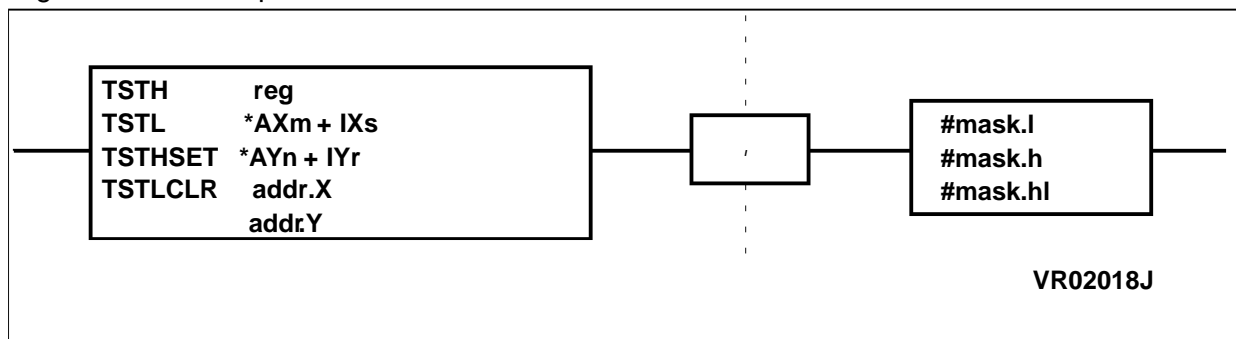 TSTH reg
TSTL *AXm + IXs
TSTHSET *AYn + IYr
TSTLCLR addr.X
addr.Y
,
#mask.l
#mask.h
#mask.hl
VR02018J